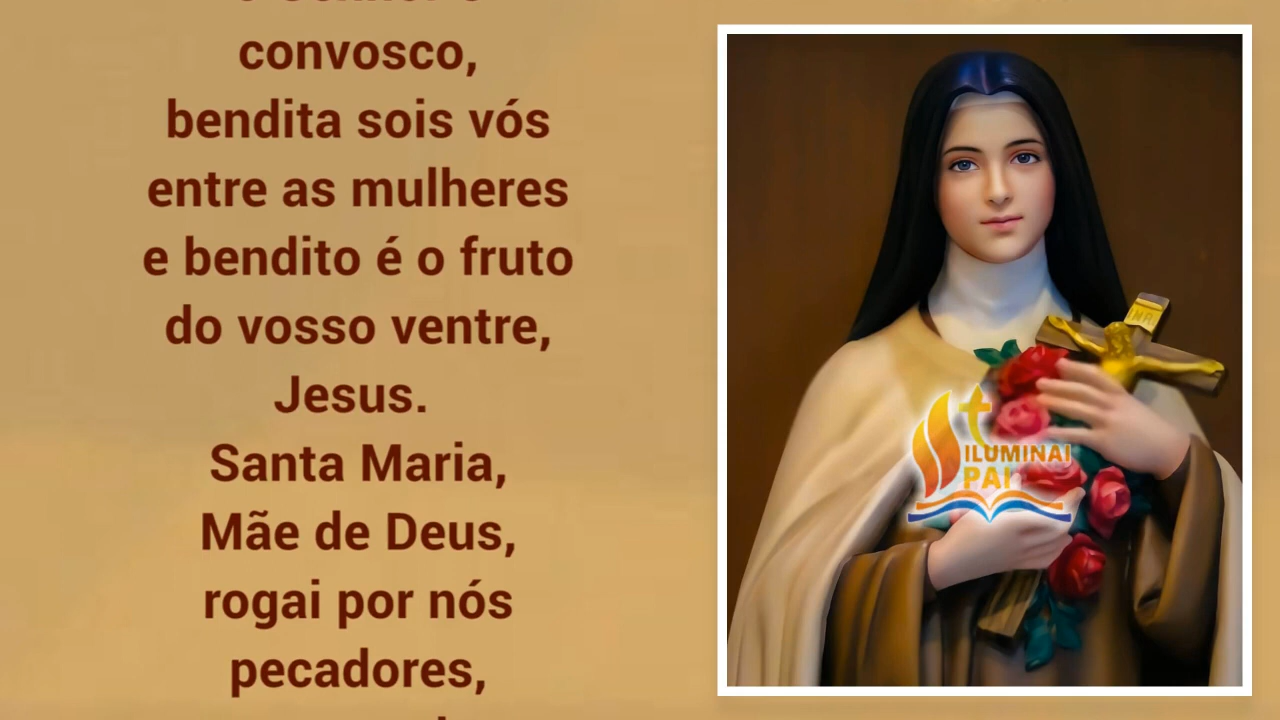 convosco,
bendita sois vós
entre as mulheres
e bendito é o fruto
do vosso ventre,
Jesus.
Santa Maria,
Mãe de Deus,
rogai por nós
pecadores,
ILUMINAI
PAI